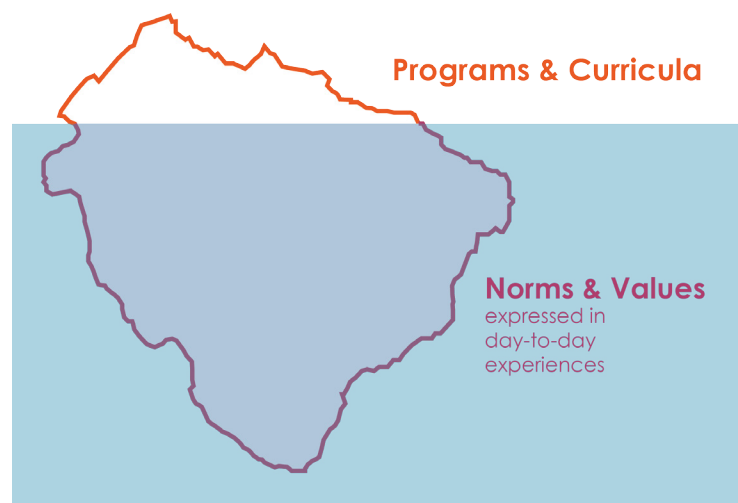 Programs & Curricula
Norms & Values
expressed in
day-to-day
experiences